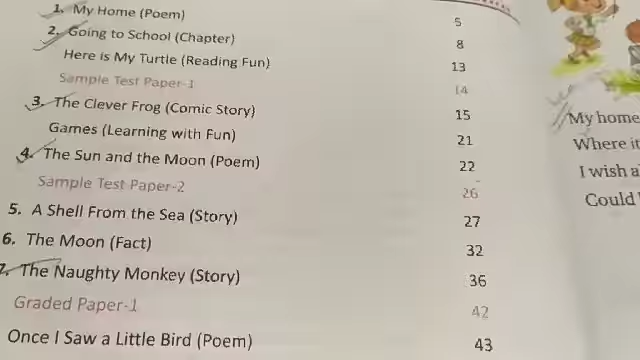 1. My Home (Poem) 5
2. Going to School (Chapter) 8
Here is My Turtle (Reading Fun) 13
Sample Test Paper-1 14
3. The Clever Frog (Comic Story) 15
Games (Learning with Fun) 21
4. The Sun and the Moon (Poem) 22
Sample Test Paper-2 26
5. A Shell From the Sea (Story) 27
6. The Moon (Fact) 32
7. The Naughty Monkey (Story) 36
Graded Paper-1 42
Once I Saw a Little Bird (Poem) 43
My home
Where it
I wish a
Could